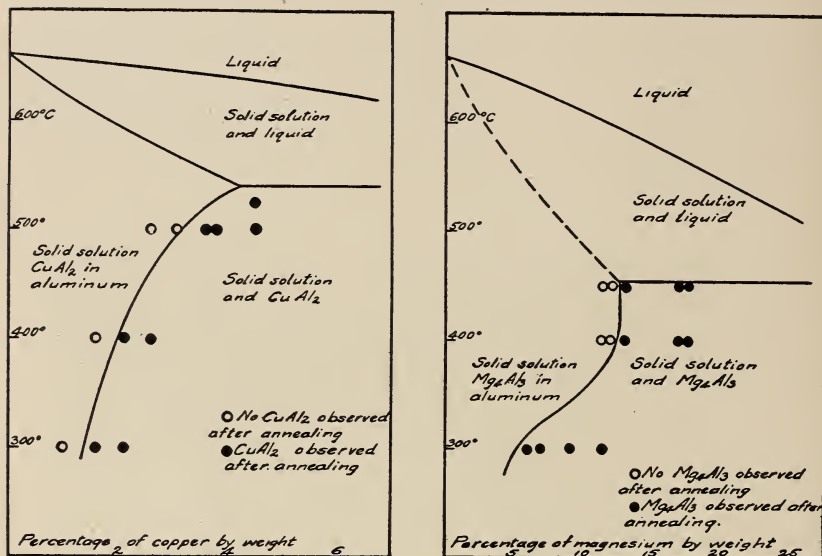 Liquid
600°C
Solid solution
and liquid
500°
Solid solution
CuAl2 in
aluminum
Solid solution
and CuAl2
400°
No CuAl2 observed
after annealing
CuAl2 observed
after annealing
300°
Percentage of copper by weight
2 4 6
Liquid
600°C
Solid solution
and liquid
500°
400°
Solid solution
Mg4Al3 in
aluminum
Solid solution
and Mg4Al3
300°
No Mg4Al3 observed
after annealing
Mg4Al3 observed after
annealing.
Percentage of magnesium by weight
5 10 15 20 25